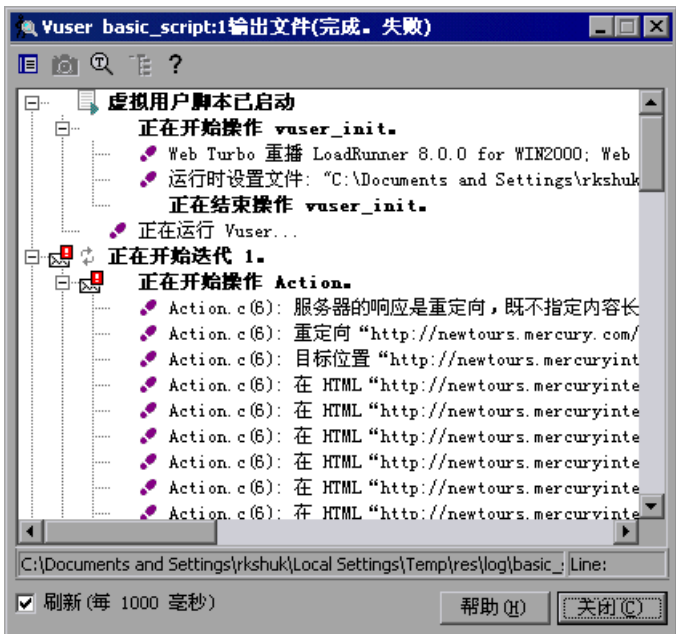 Vuser basic_script:1输出文件(完成。失败)
?
虚拟用户脚本已启动
正在开始操作 vuser_init。
Web Turbo 重播 LoadRunner 8.0.0 for WIN2000; Web
运行时设置文件: “C:\Documents and Settings\rkshuk
正在结束操作 vuser_init。
正在运行 Vuser...
正在开始迭代 1。
正在开始操作 Action。
Action.c(6): 服务器的响应是重定向，既不指定内容长
Action.c(6): 重定向“http://newtours.mercury.com/
Action.c(6): 目标位置“http://newtours.mercuryint
Action.c(6): 在 HTML“http://newtours.mercuryinte
Action.c(6): 在 HTML“http://newtours.mercuryinte
Action.c(6): 在 HTML“http://newtours.mercuryinte
Action.c(6): 在 HTML“http://newtours.mercuryinte
Action.c(6): 在 HTML“http://newtours.mercuryinte
Action.c(6): 在 HTML“http://newtours.mercuryinte
C:\Documents and Settings\rkshuk\Local Settings\Temp\res\log\basic_ Line:
刷新(每 1000 毫秒) 帮助(H) 关闭(C)